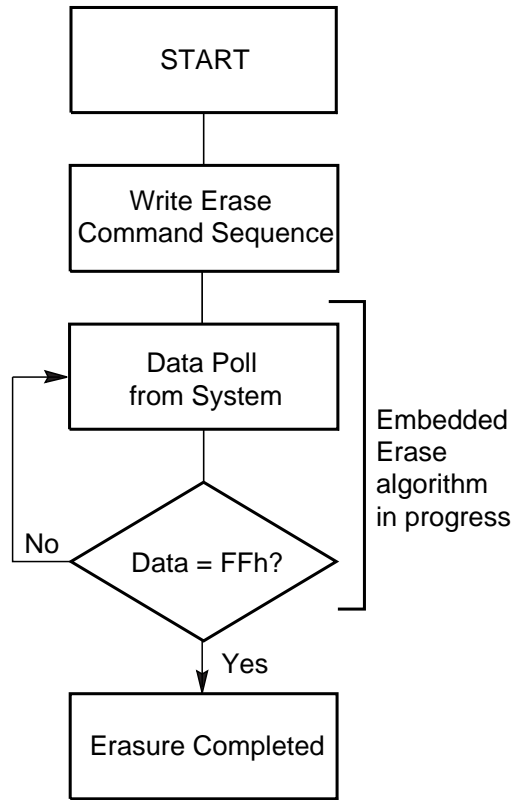 START
Write Erase
Command Sequence
Data Poll
from System
Embedded
Erase
algorithm
in progress
No
Data = FFh?
Yes
Erasure Completed